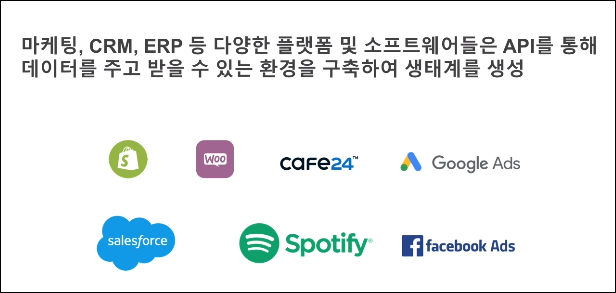 마케팅, CRM, ERP 등 다양한 플랫폼 및 소프트웨어들은 API를 통해
데이터를 주고 받을 수 있는 환경을 구축하여 생태계를 생성
S
WOO
cafe24™
Google Ads
salesforce
Spotify®
f facebook Ads